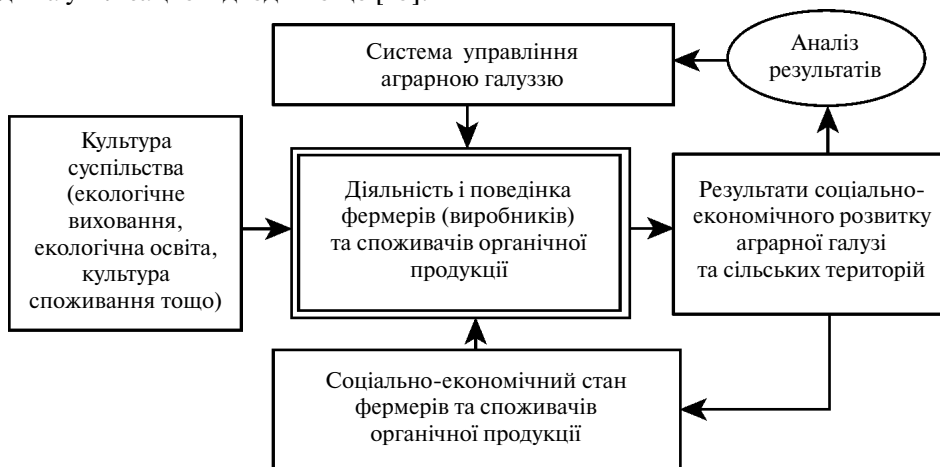 Система управління
аграрною галуззю
Аналіз
результатів
Культура
суспільства
(екологічне
виховання,
екологічна освіта,
культура
споживання тощо)
Діяльність і поведінка
фермерів (виробників)
та споживачів органічної
продукції
Результати соціально-
економічного розвитку
аграрної галузі
та сільських територій
Соціально-економічний стан
фермерів та споживачів
органічної продукції